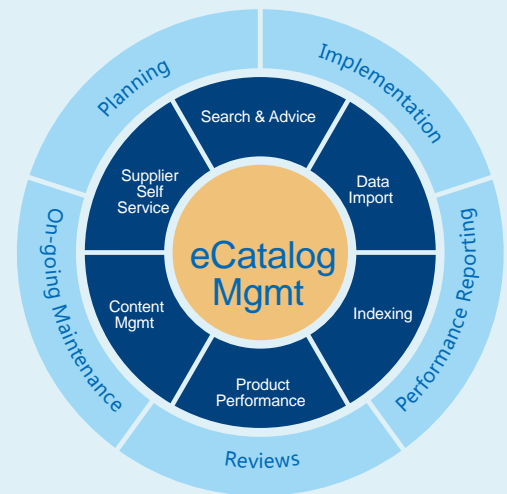 Planning
Implementation
Search & Advice
Supplier
Self
Service
Data
Import
On-going Maintenance
eCatalog
Mgmt
Performance Reporting
Content
Mgmt
Indexing
Product
Performance
Reviews